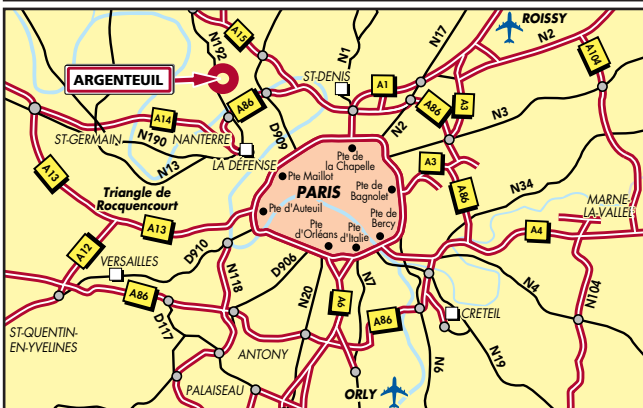 ROISSY
A15
N192
N1
N17
N2
A104
ARGENTEUIL
ST-DENIS
A1
A86
A86
A3
N3
A14
N2
ST-GERMAIN
NANTERRE
N190
D909
N13
LA DÉFENSE
Pte de
la Chapelle
A3
A13
Pte Maillot
PARIS
Pte de
Bagnolet
A86
N34
MARNE-
LA-VALLEE
Triangle de
Rocquencourt
Pte d'Auteuil
Pte de
Bercy
A13
Pte
d'Orléans
Pte
d'Italie
A4
A12
D910
VERSAILLES
N118
D906
N7
N4
N104
A86
N20
A6
D117
A86
CRETEIL
ST-QUENTIN-
EN-YVELINES
ANTONY
N6
N19
PALAISEAU
ORLY